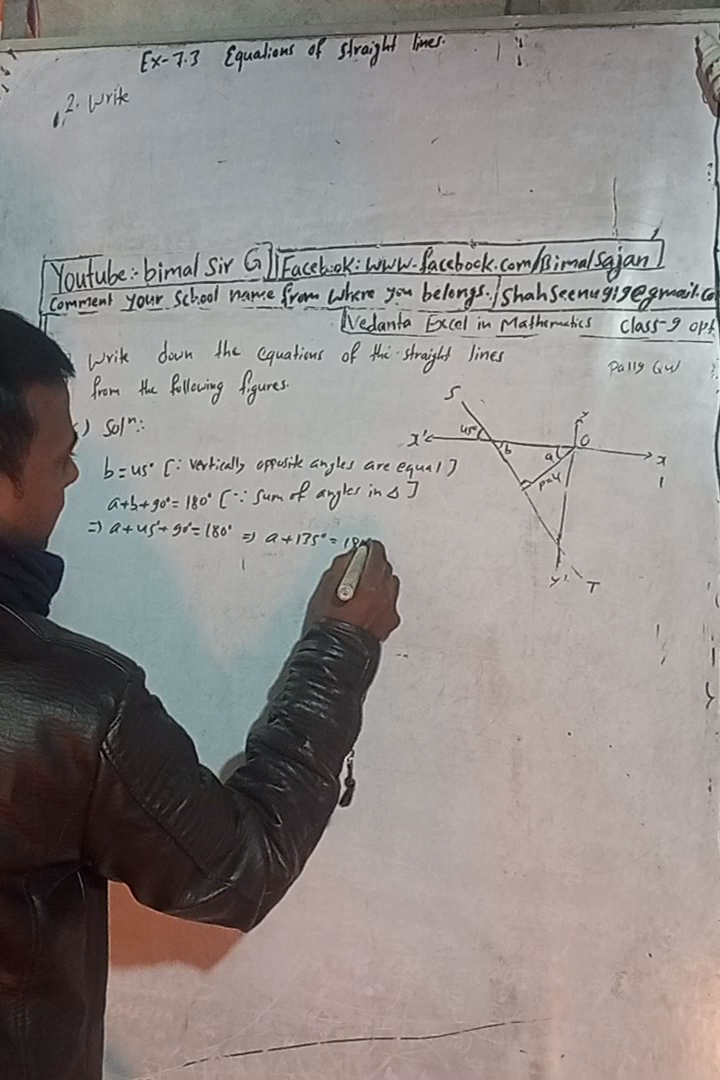 Ex-7.3 Equations of straight lines.
2. Write
Youtube:- bimal Sir G
Facebook: www.facebook.com/Bimalsajan
Comment your School name from where you belongs.
shahseenu919@gmail.co
Vedanta Excel in Mathematics Class-9 opt
Write down the equations of the straight lines
from the following figures.
) Solⁿ:
b = 45° [∵ vertically opposite angles are equal]
a+b+90° = 180° [∵ Sum of angles in Δ]
⇒ a+45°+90°=180° ⇒ a+135° = 18
S
Y
X'
45°
b
a
O
X
p=4
Y'
T